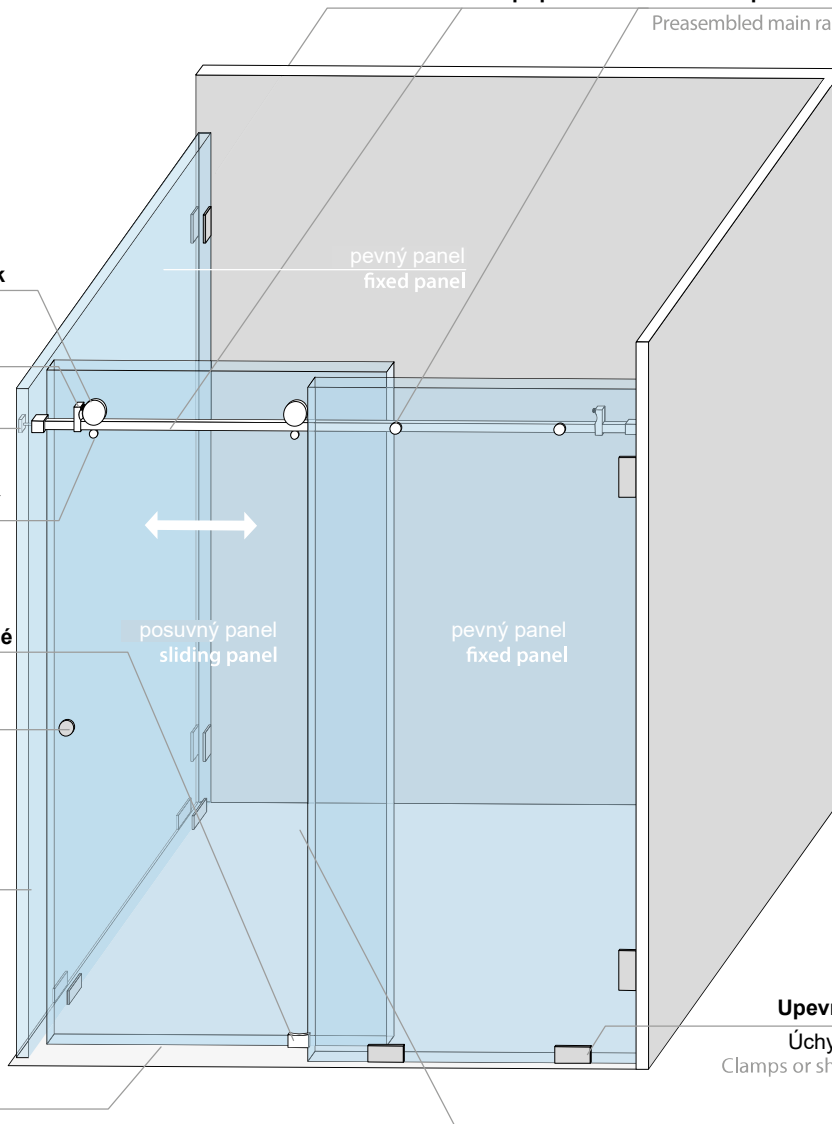 Preasembled main ra
pevný panel
fixed panel
k
posuvný panel
sliding panel
pevný panel
fixed panel
é
Upevn
Úchy
Clamps or sh